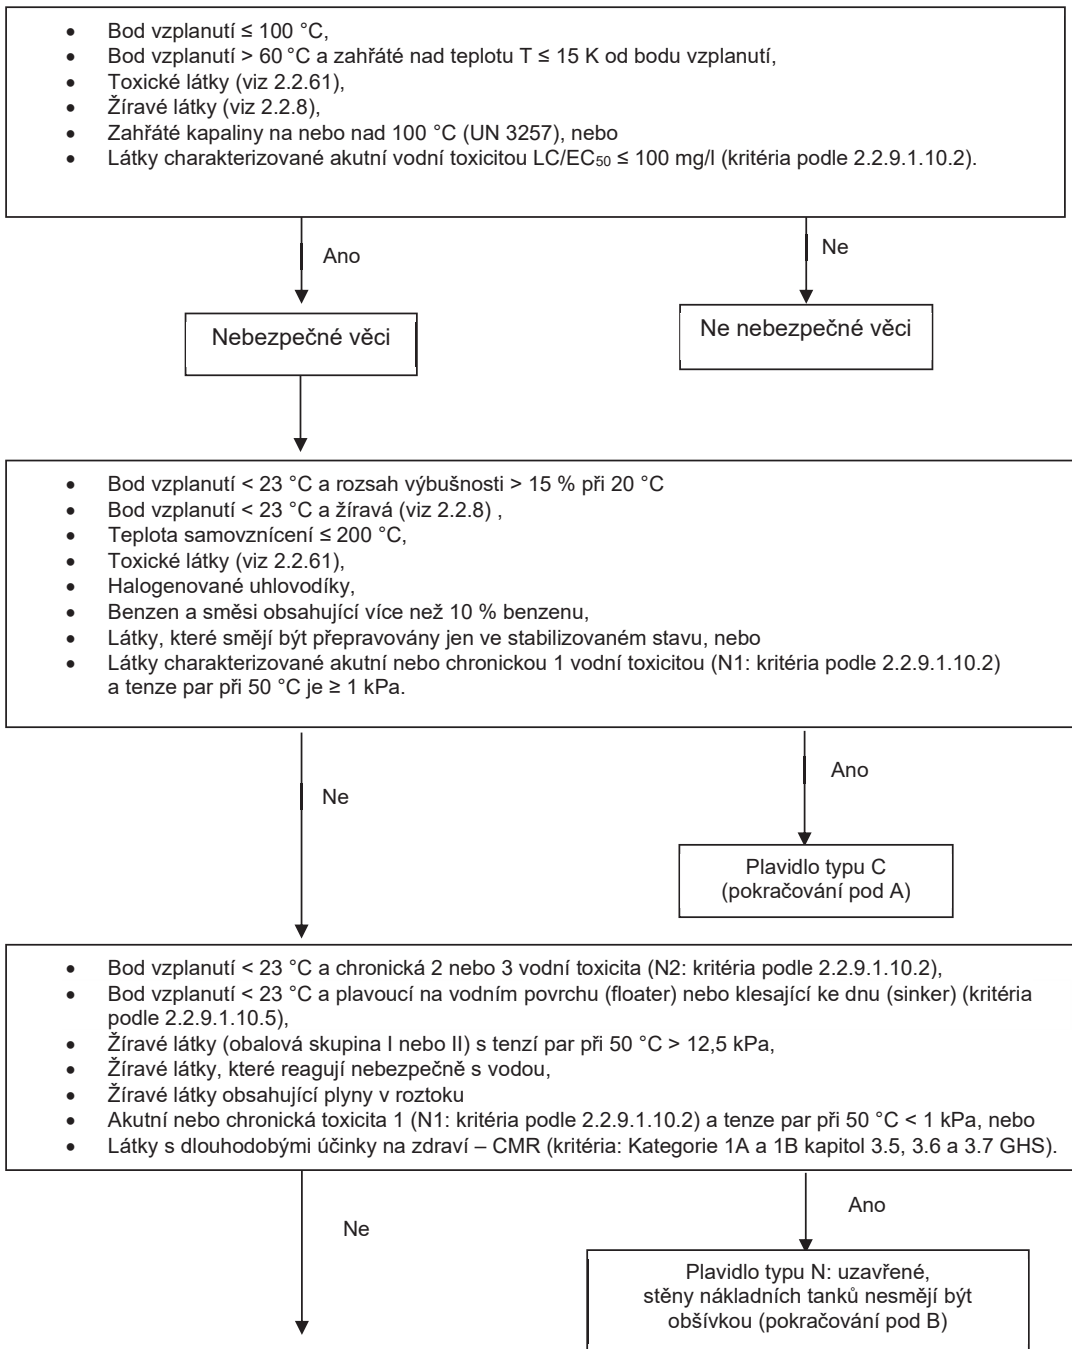 • Bod vzplanutí ≤ 100 °C,
• Bod vzplanutí > 60 °C a zahřáté nad teplotu T ≤ 15 K od bodu vzplanutí,
• Toxické látky (viz 2.2.61),
• Žíravé látky (viz 2.2.8),
• Zahřáté kapaliny na nebo nad 100 °C (UN 3257), nebo
• Látky charakterizované akutní vodní toxicitou LC/EC50 ≤ 100 mg/l (kritéria podle 2.2.9.1.10.2).
Ano
Ne
Nebezpečné věci
Ne nebezpečné věci
• Bod vzplanutí < 23 °C a rozsah výbušnosti > 15 % při 20 °C
• Bod vzplanutí < 23 °C a žíravá (viz 2.2.8) ,
• Teplota samovznícení ≤ 200 °C,
• Toxické látky (viz 2.2.61),
• Halogenované uhlovodíky,
• Benzen a směsi obsahující více než 10 % benzenu,
• Látky, které smějí být přepravovány jen ve stabilizovaném stavu, nebo
• Látky charakterizované akutní nebo chronickou 1 vodní toxicitou (N1: kritéria podle 2.2.9.1.10.2)
a tenze par při 50 °C je ≥ 1 kPa.
Ne
Ano
Plavidlo typu C
(pokračování pod A)
• Bod vzplanutí < 23 °C a chronická 2 nebo 3 vodní toxicita (N2: kritéria podle 2.2.9.1.10.2),
• Bod vzplanutí < 23 °C a plavoucí na vodním povrchu (floater) nebo klesající ke dnu (sinker) (kritéria
podle 2.2.9.1.10.5),
• Žíravé látky (obalová skupina I nebo II) s tenzí par při 50 °C > 12,5 kPa,
• Žíravé látky, které reagují nebezpečně s vodou,
• Žíravé látky obsahující plyny v roztoku
• Akutní nebo chronická toxicita 1 (N1: kritéria podle 2.2.9.1.10.2) a tenze par při 50 °C < 1 kPa, nebo
• Látky s dlouhodobými účinky na zdraví – CMR (kritéria: Kategorie 1A a 1B kapitol 3.5, 3.6 a 3.7 GHS).
Ne
Ano
Plavidlo typu N: uzavřené,
stěny nákladních tanků nesmějí být
obšívkou (pokračování pod B)